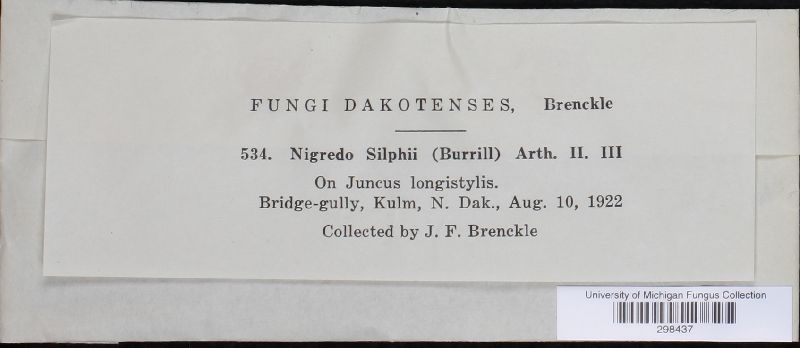 FUNGI DAKOTENSES, Brenckle
534. Nigredo Silphii (Burrill) Arth. II. III
On Juncus longistylis.
Bridge-gully, Kulm, N. Dak., Aug. 10, 1922
Collected by J. F. Brenckle
University of Michigan Fungus Collection
298437